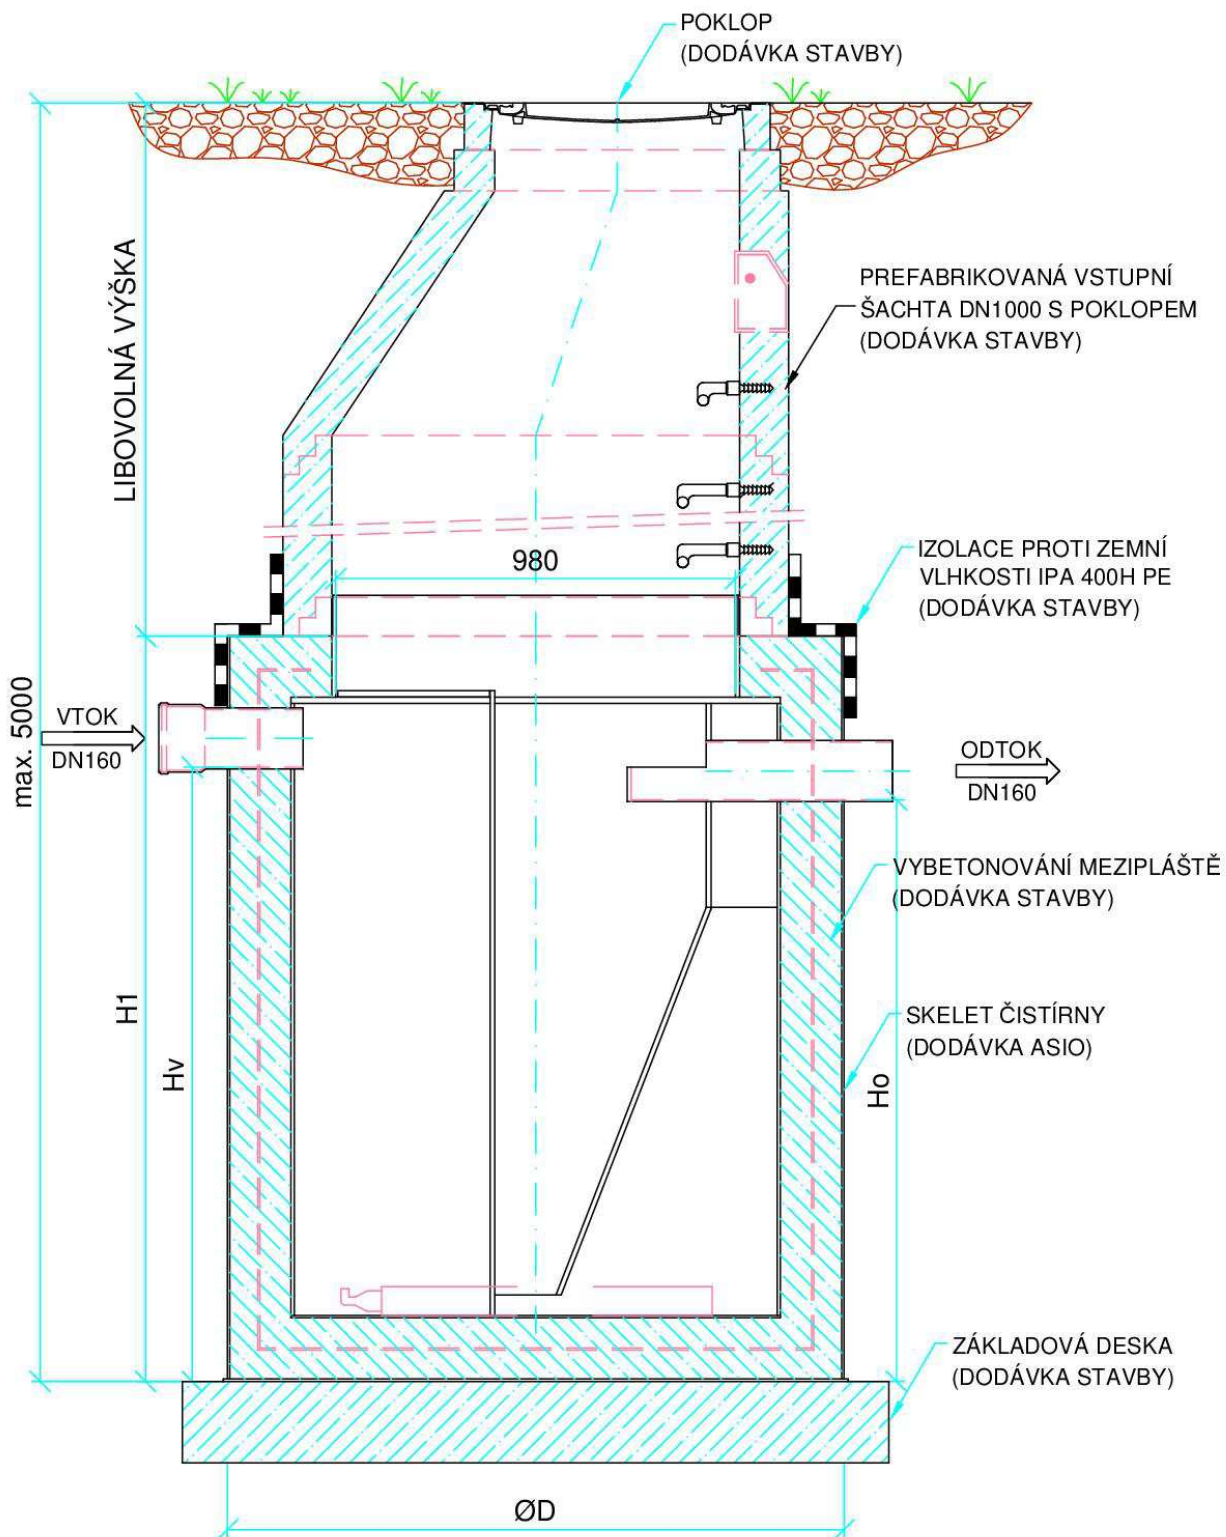 POKLOP
(DODÁVKA STAVBY)
LIBOVOLNÁ VÝŠKA
PREFABRIKOVANÁ VSTUPNÍ
ŠACHTA DN1000 S POKLOPEM
(DODÁVKA STAVBY)
980
IZOLACE PROTI ZEMNÍ
VLHKOSTI IPA 400H PE
(DODÁVKA STAVBY)
max. 5000
VTOK
DN160
ODTOK
DN160
VYBETONOVÁNÍ MEZIPLÁŠTĚ
(DODÁVKA STAVBY)
H1
Hv
SKELET ČISTÍRNY
(DODÁVKA ASIO)
Ho
ZÁKLADOVÁ DESKA
(DODÁVKA STAVBY)
ØD